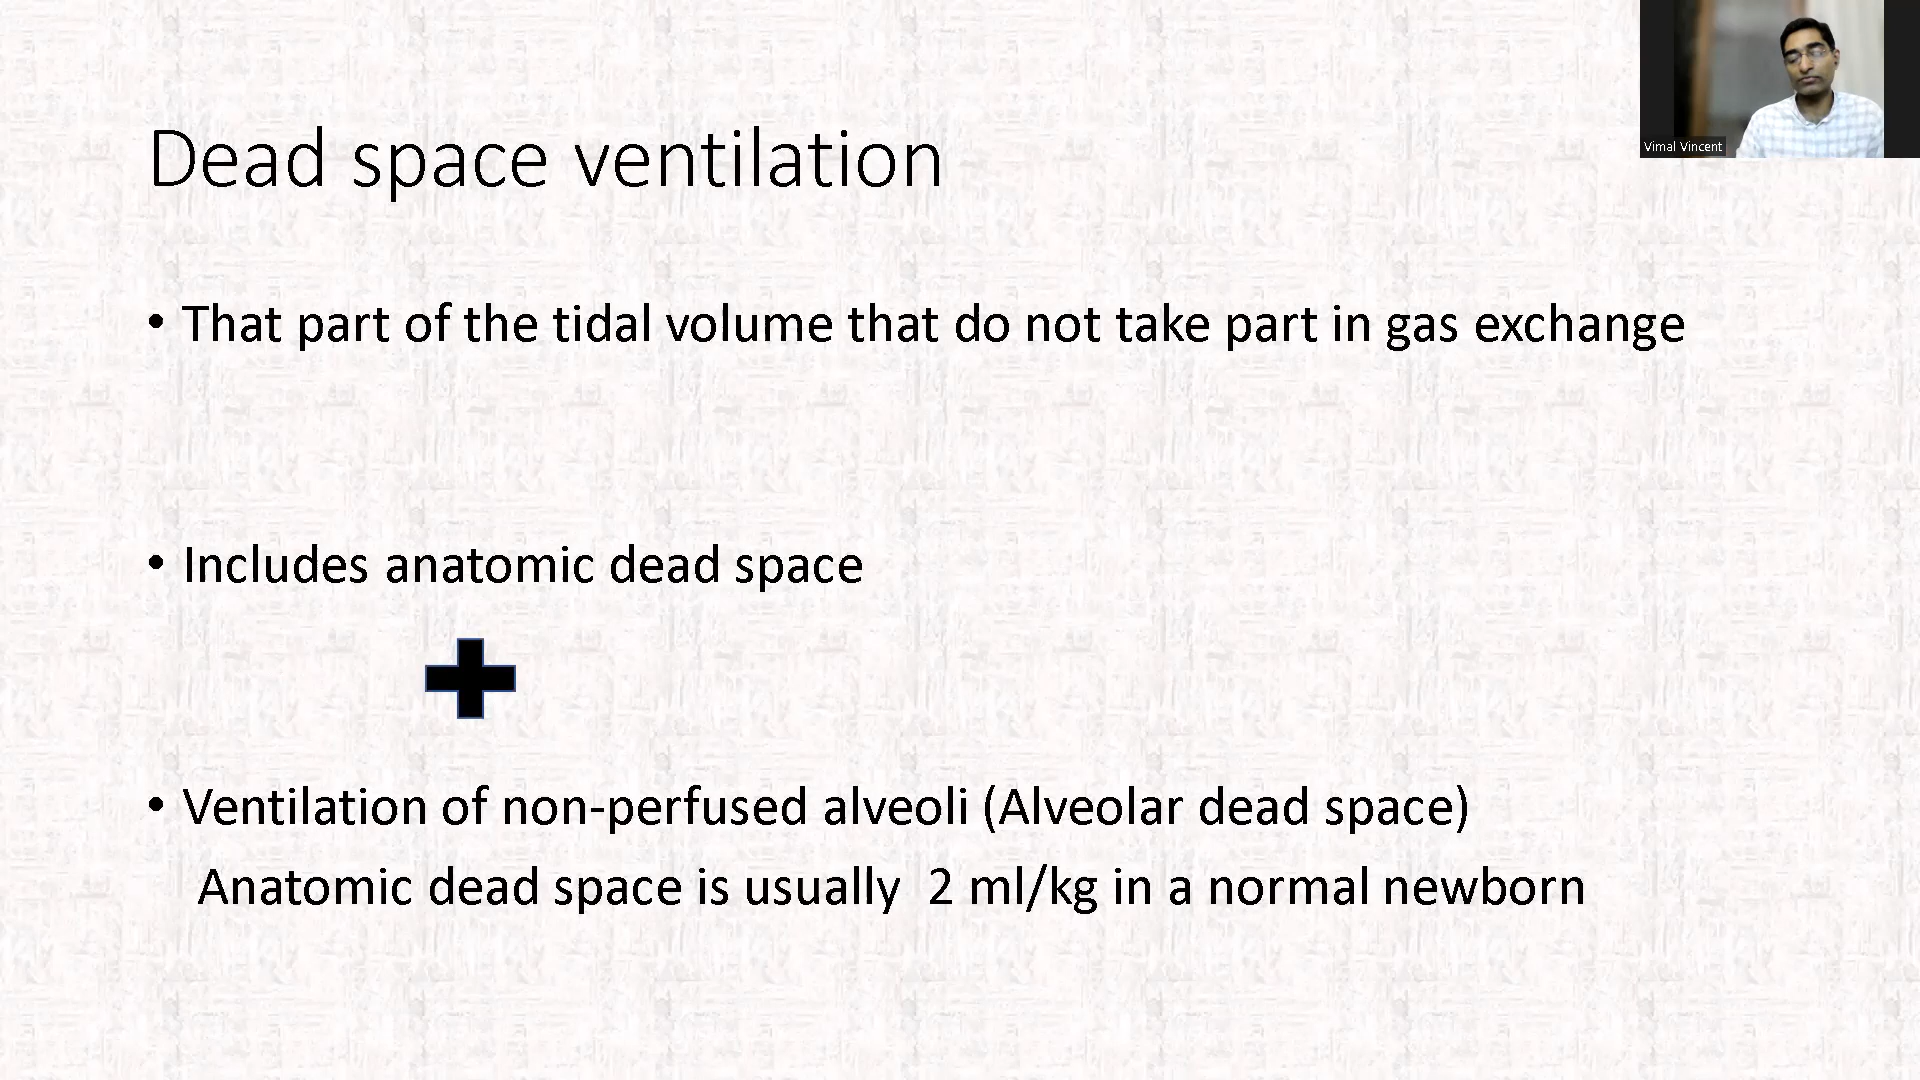 Vimal Vincent
Dead space ventilation
• That part of the tidal volume that do not take part in gas exchange
• Includes anatomic dead space
• Ventilation of non-perfused alveoli (Alveolar dead space)
Anatomic dead space is usually 2 ml/kg in a normal newborn